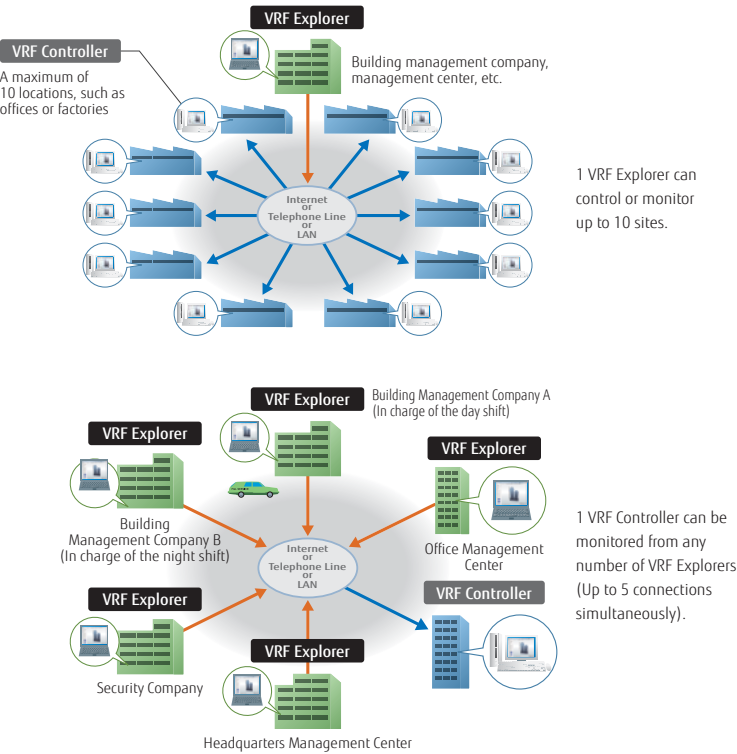 VRF Explorer
VRF Controller
A maximum of
10 locations, such as
offices or factories
Building management company,
management center, etc.
Internet
or
Telephone Line
or
LAN
1 VRF Explorer can
control or monitor
up to 10 sites.
VRF Explorer
Building Management Company A
(In charge of the day shift)
VRF Explorer
Building
Management Company B
(In charge of the night shift)
VRF Explorer
Office Management
Center
Internet
or
Telephone Line
or
LAN
1 VRF Controller can be
monitored from any
number of VRF Explorers
(Up to 5 connections
simultaneously).
VRF Explorer
Security Company
VRF Controller
VRF Explorer
Headquarters Management Center